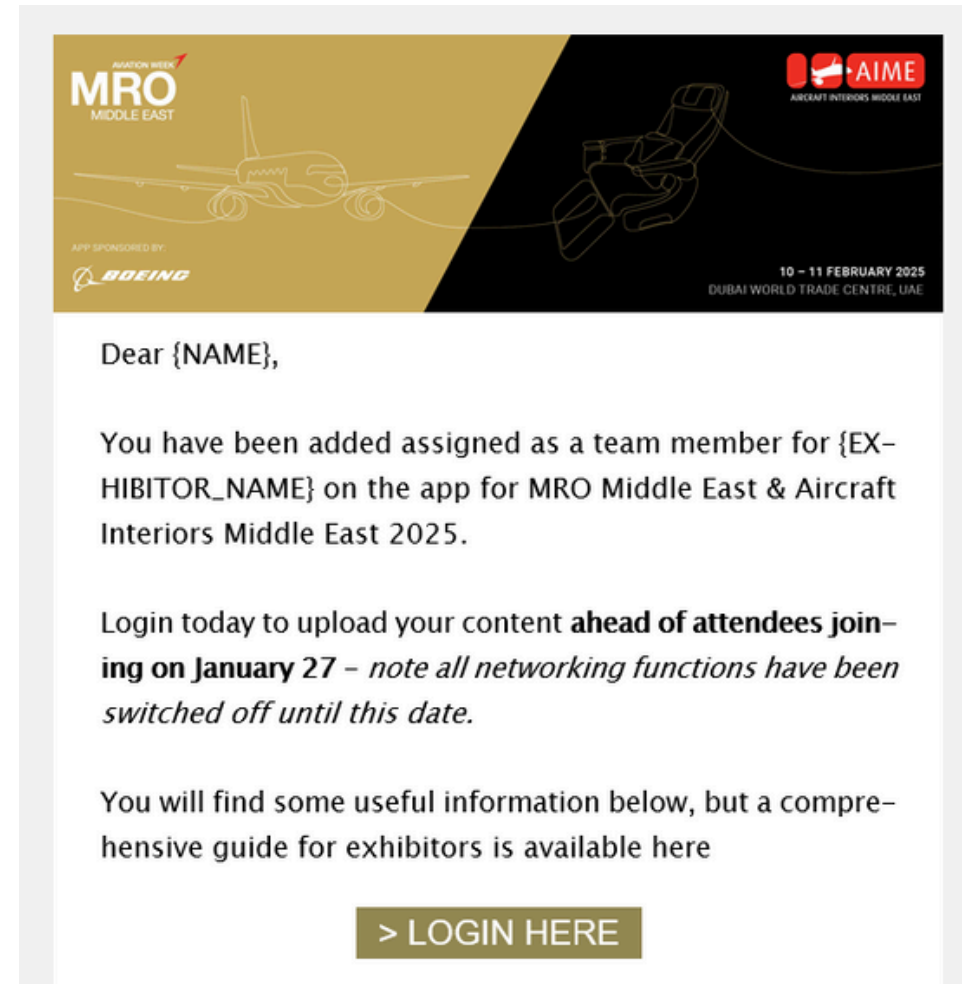 AVIATION WEEK
MRO
MIDDLE EAST
AIME
AIRCRAFT INTERIORS MIDDLE EAST
APP SPONSORED BY:
BOEING
10 – 11 FEBRUARY 2025
DUBAI WORLD TRADE CENTRE, UAE
Dear {NAME},
You have been added assigned as a team member for {EX-
HIBITOR_NAME} on the app for MRO Middle East & Aircraft
Interiors Middle East 2025.
Login today to upload your content ahead of attendees join-
ing on January 27 – note all networking functions have been
switched off until this date.
You will find some useful information below, but a compre-
hensive guide for exhibitors is available here
> LOGIN HERE